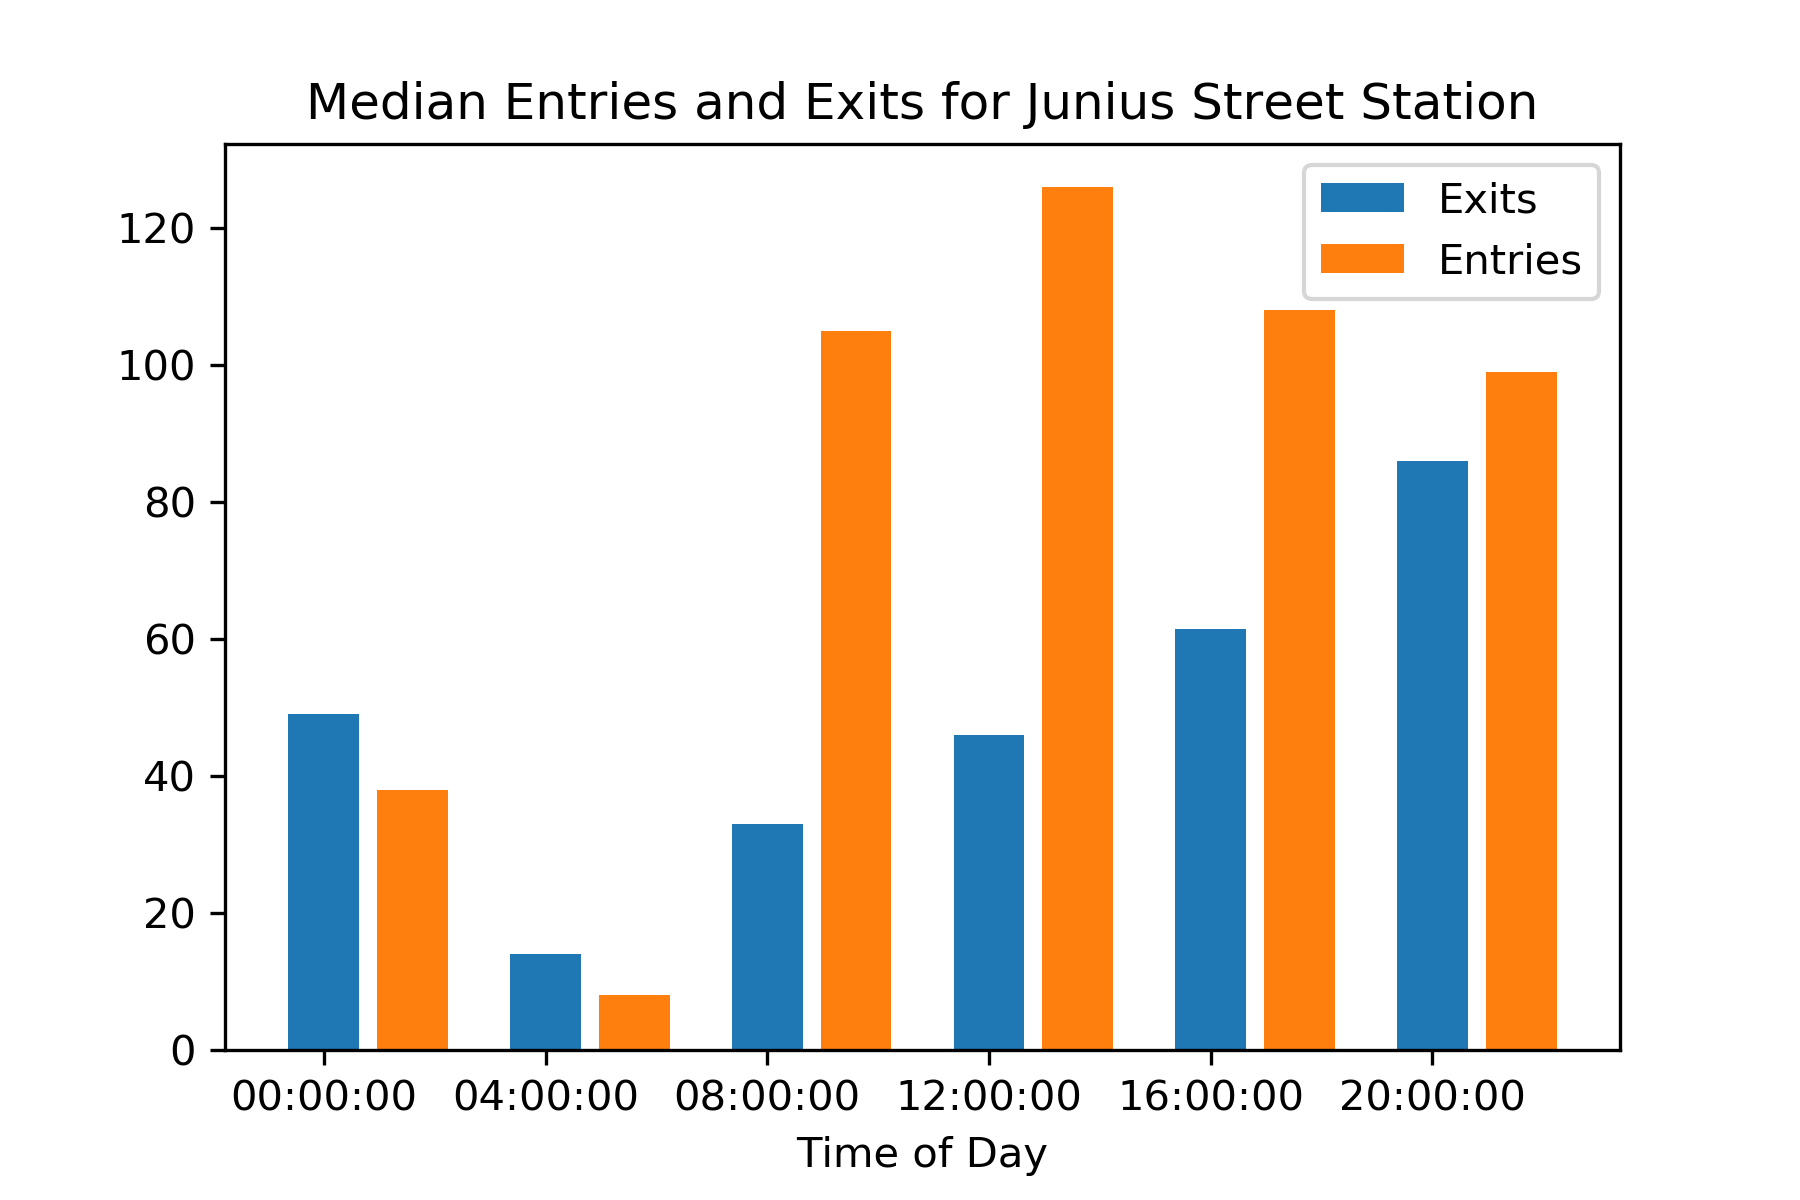 Median Entries and Exits for Junius Street Station
Exits
Entries
120
100
80
60
40
20
0
00:00:00 04:00:00 08:00:00 12:00:00 16:00:00 20:00:00
Time of Day